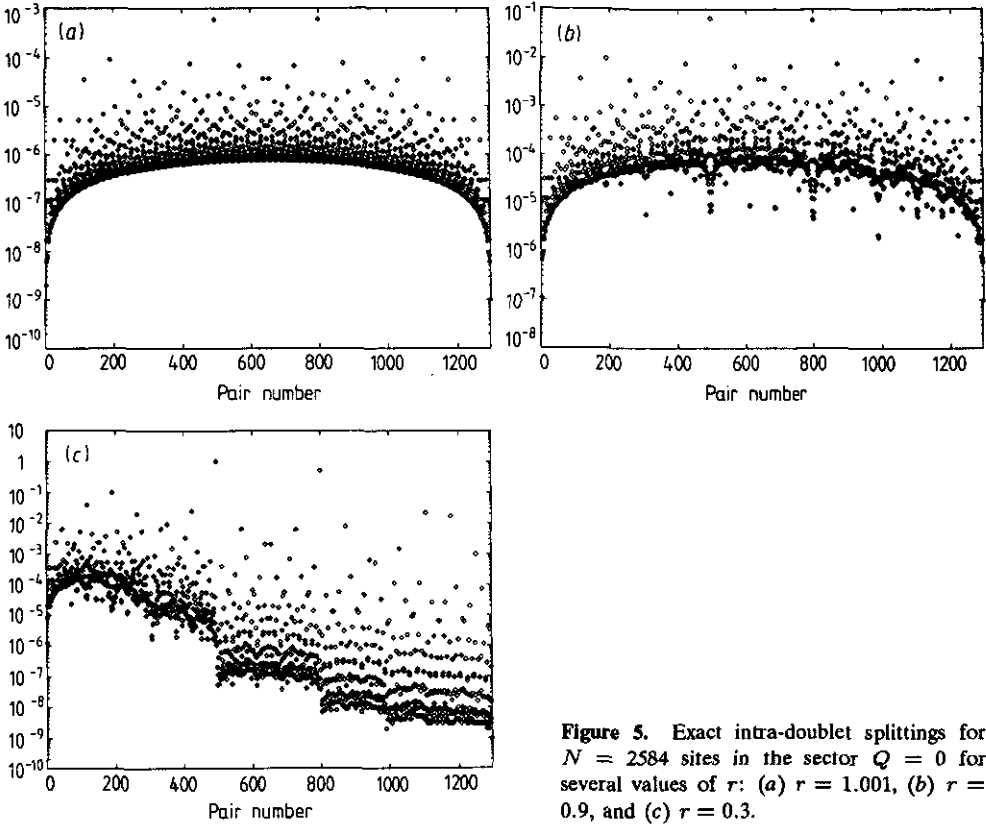 (a)
10⁻³
10⁻⁴
10⁻⁵
10⁻⁶
10⁻⁷
10⁻⁸
10⁻⁹
10⁻¹⁰
0 200 400 600 800 1000 1200
Pair number
(b)
10⁻¹
10⁻²
10⁻³
10⁻⁴
10⁻⁵
10⁻⁶
10⁻⁷
10⁻⁸
0 200 400 600 800 1000 1200
Pair number
(c)
10
1
10⁻¹
10⁻²
10⁻³
10⁻⁴
10⁻⁵
10⁻⁶
10⁻⁷
10⁻⁸
10⁻⁹
10⁻¹⁰
0 200 400 600 800 1000 1200
Pair number
Figure 5. Exact intra-doublet splittings for
N = 2584 sites in the sector Q = 0 for
several values of r: (a) r = 1.001, (b) r =
0.9, and (c) r = 0.3.